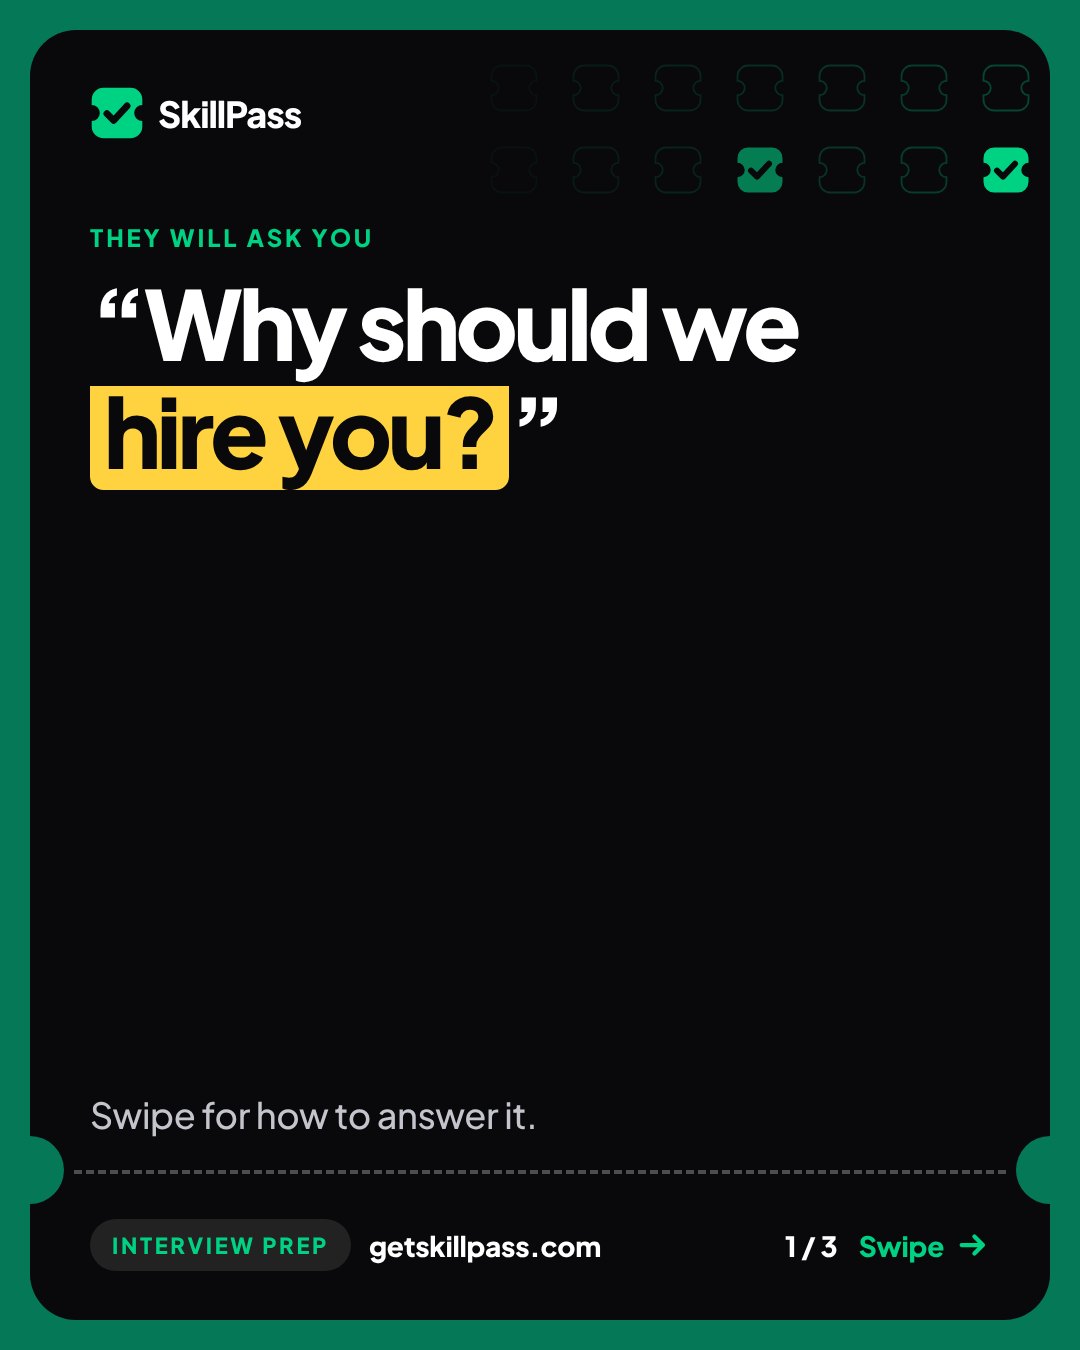 SkillPass
THEY WILL ASK YOU
“Why should we
hire you?”
Swipe for how to answer it.
INTERVIEW PREP
getskillpass.com
1 / 3
Swipe →